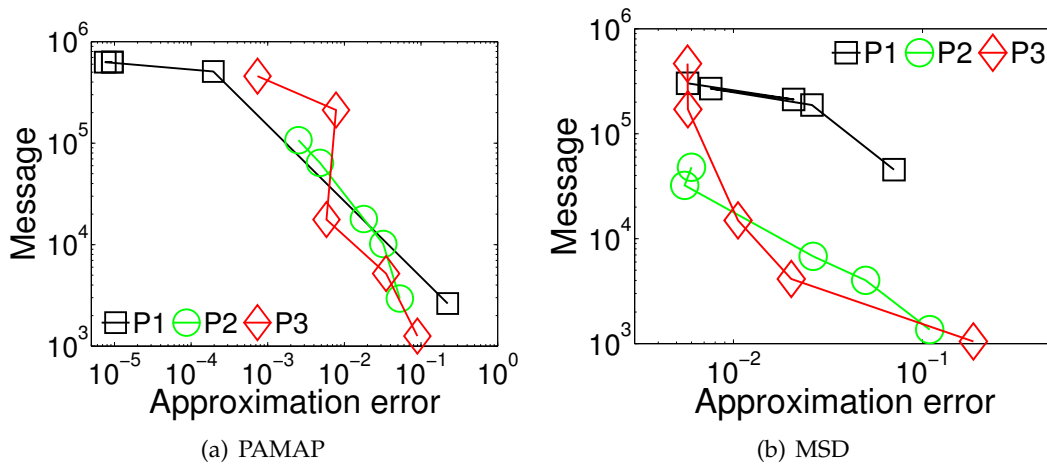 10^6
10^5
10^4
10^3
Message
P1 P2 P3
10^-5 10^-4 10^-3 10^-2 10^-1 10^0
Approximation error
(a) PAMAP
10^6
10^5
10^4
10^3
Message
P1 P2 P3
10^-2 10^-1
Approximation error
(b) MSD